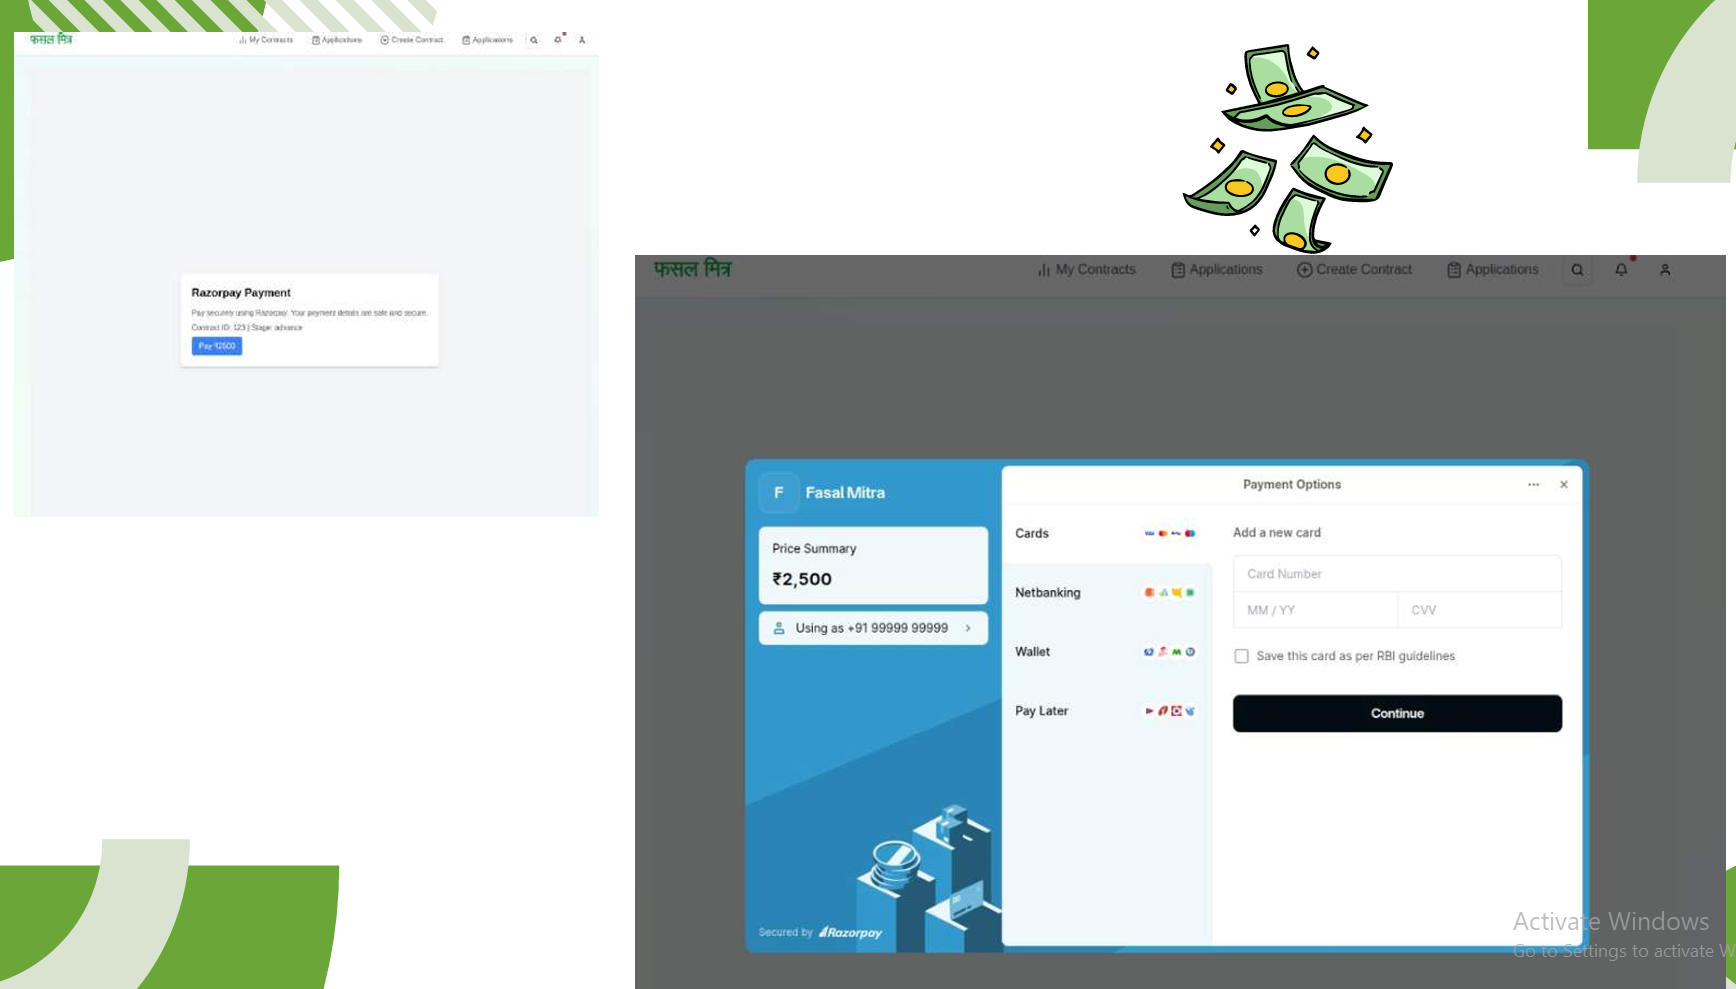 फसल मित्र
My Contracts
Applications
Create Contract
Applications
Razorpay Payment
Pay securely using Razorpay. Your payment details are safe and secure.
Contract ID: 123 | Stage: advance
Pay ₹2500
फसल मित्र
My Contracts
Applications
Create Contract
Applications
F
Fasal Mitra
Price Summary
₹2,500
Using as +91 99999 99999
Secured by Razorpay
Payment Options
Cards
VISA
Netbanking
Wallet
Pay Later
Add a new card
Card Number
MM / YY
CVV
Save this card as per RBI guidelines
Continue
Activate Windows
Go to Settings to activate W